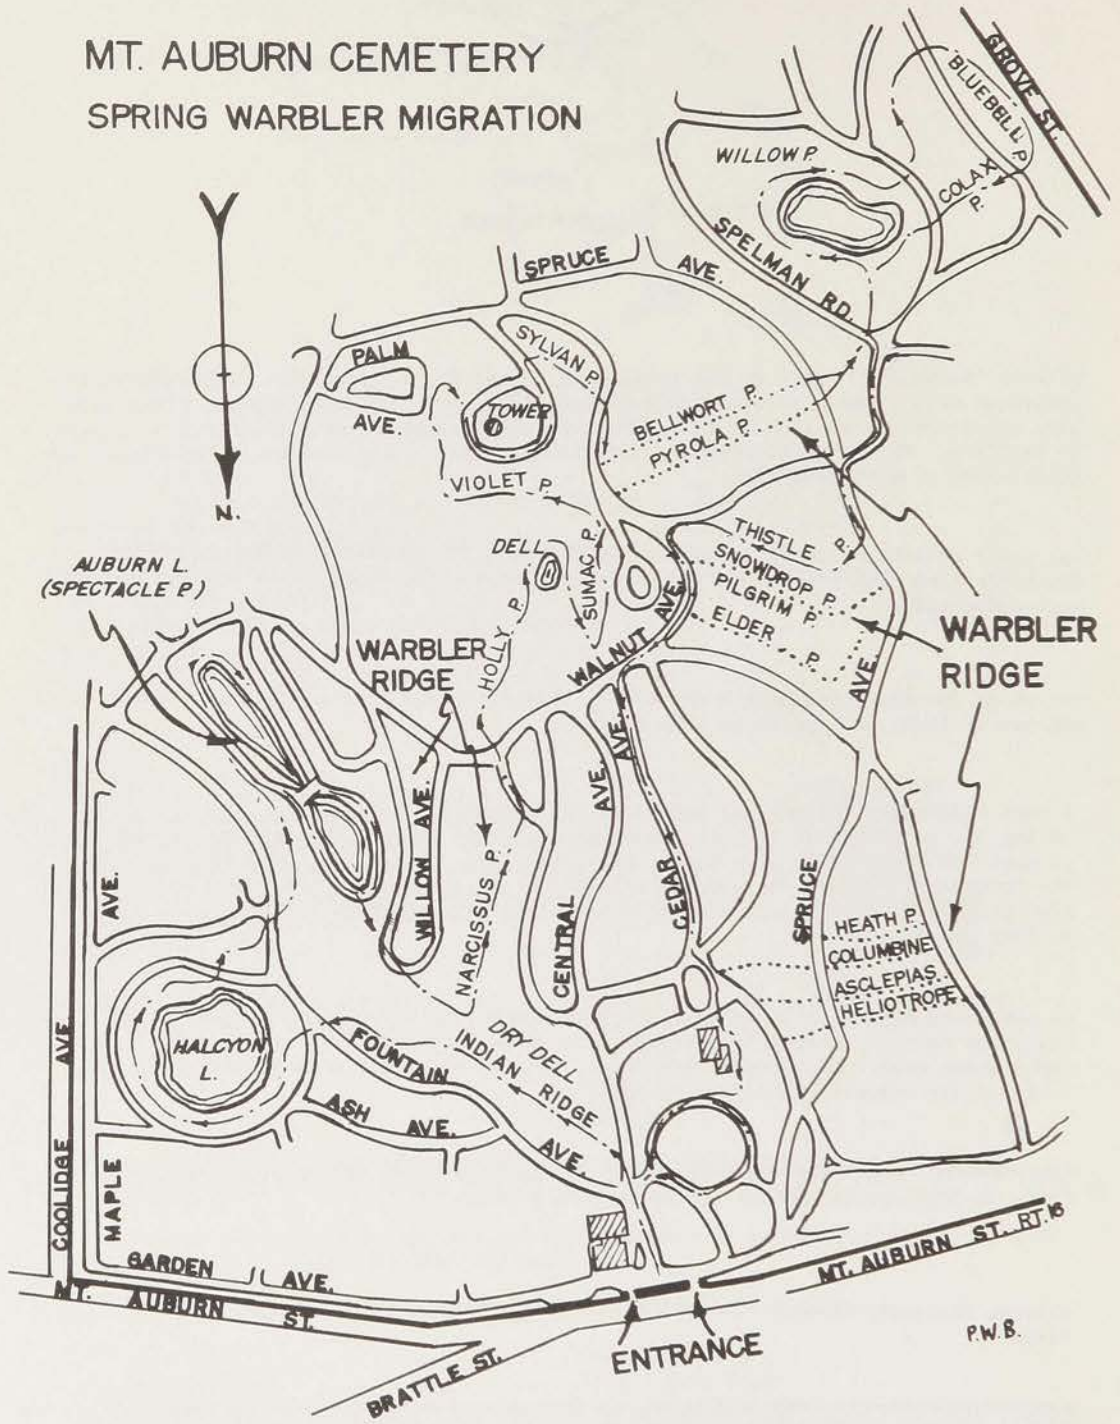 MT. AUBURN CEMETERY
SPRING WARBLER MIGRATION
GROVE ST.
BLUEBELL P.
COLAX P.
WILLOW P.
SPELMAN RD.
SPRUCE AVE.
SYLVAN P.
PALM
AVE.
TOWER
BELLWORT P.
PYROLA P.
VIOLET P.
N.
DELL
THISTLE P.
SNOWDROP P.
PILGRIM P.
ELDER P.
SUMAC P.
AUBURN L.
(SPECTACLE P.)
HOLLY P.
WALNUT AVE.
WARBLER
RIDGE
WARBLER
RIDGE
AVE.
AVE.
WILLOW AVE.
NARCISSUS P.
CENTRAL AVE.
CEDAR AVE.
SPRUCE
HEATH P.
COLUMBINE
ASCLEPIAS
HELIOTROPE
HALCYON
L.
DRY DELL
INDIAN RIDGE
FOUNTAIN AVE.
ASH AVE.
COOLIDGE AVE.
MAPLE
GARDEN AVE.
MT. AUBURN ST.
MT. AUBURN ST. RT. 16
BRATTLE ST.
ENTRANCE
P.W.B.